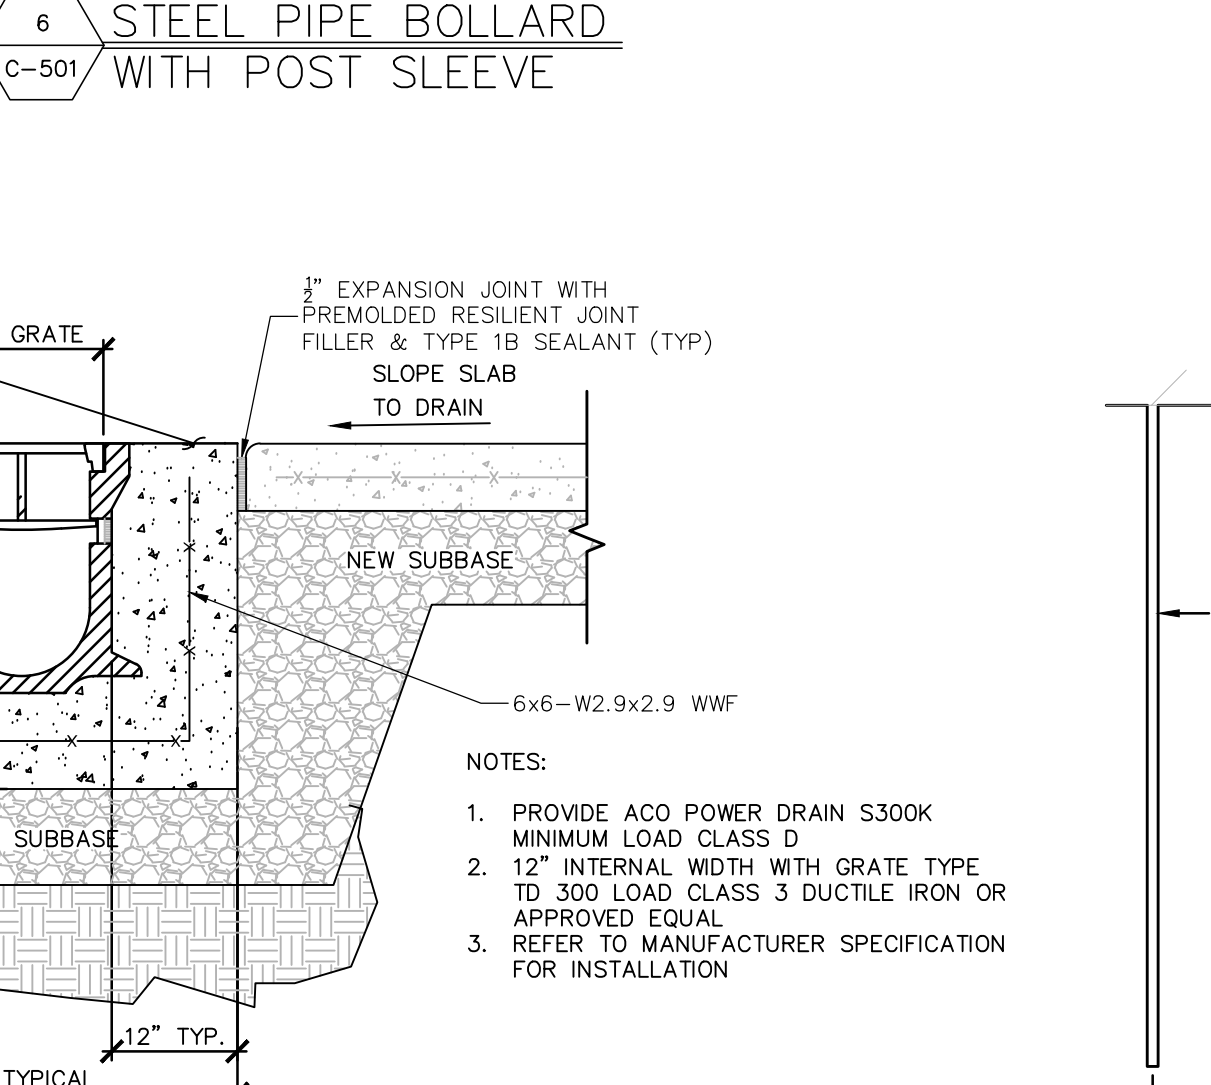 6
C-501
STEEL PIPE BOLLARD
WITH POST SLEEVE
½" EXPANSION JOINT WITH
PREMOLDED RESILIENT JOINT
FILLER & TYPE 1B SEALANT (TYP)
GRATE
SLOPE SLAB
TO DRAIN
NEW SUBBASE
6x6-W2.9x2.9 WWF
NOTES:
1. PROVIDE ACO POWER DRAIN S300K
MINIMUM LOAD CLASS D
2. 12" INTERNAL WIDTH WITH GRATE TYPE
TD 300 LOAD CLASS 3 DUCTILE IRON OR
APPROVED EQUAL
3. REFER TO MANUFACTURER SPECIFICATION
FOR INSTALLATION
SUBBASE
12" TYP.
TYPICAL